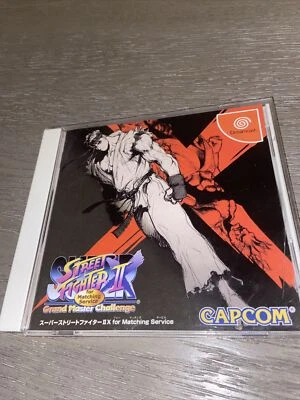 Dreamcast
SUPER
STREET
FIGHTER II X
for Matching
Service
Grand Master Challenge
CAPCOM
スーパーストリートファイターⅡX for Matching Service